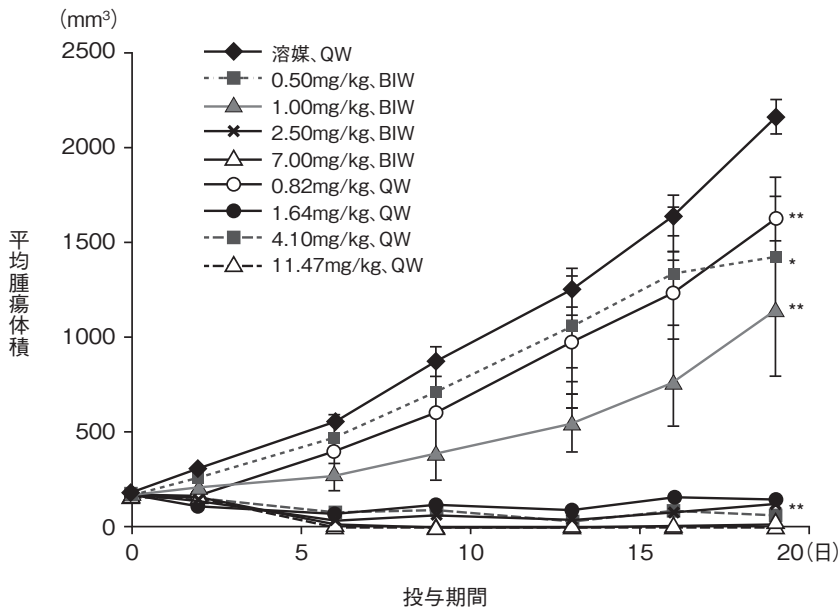 （mm³）
2500
2000
1500
1000
500
0
平均腫瘍体積
溶媒、QW
0.50mg/kg、BIW
1.00mg/kg、BIW
2.50mg/kg、BIW
7.00mg/kg、BIW
0.82mg/kg、QW
1.64mg/kg、QW
4.10mg/kg、QW
11.47mg/kg、QW
**
*
**
**
0 5 10 15 20（日）
投与期間